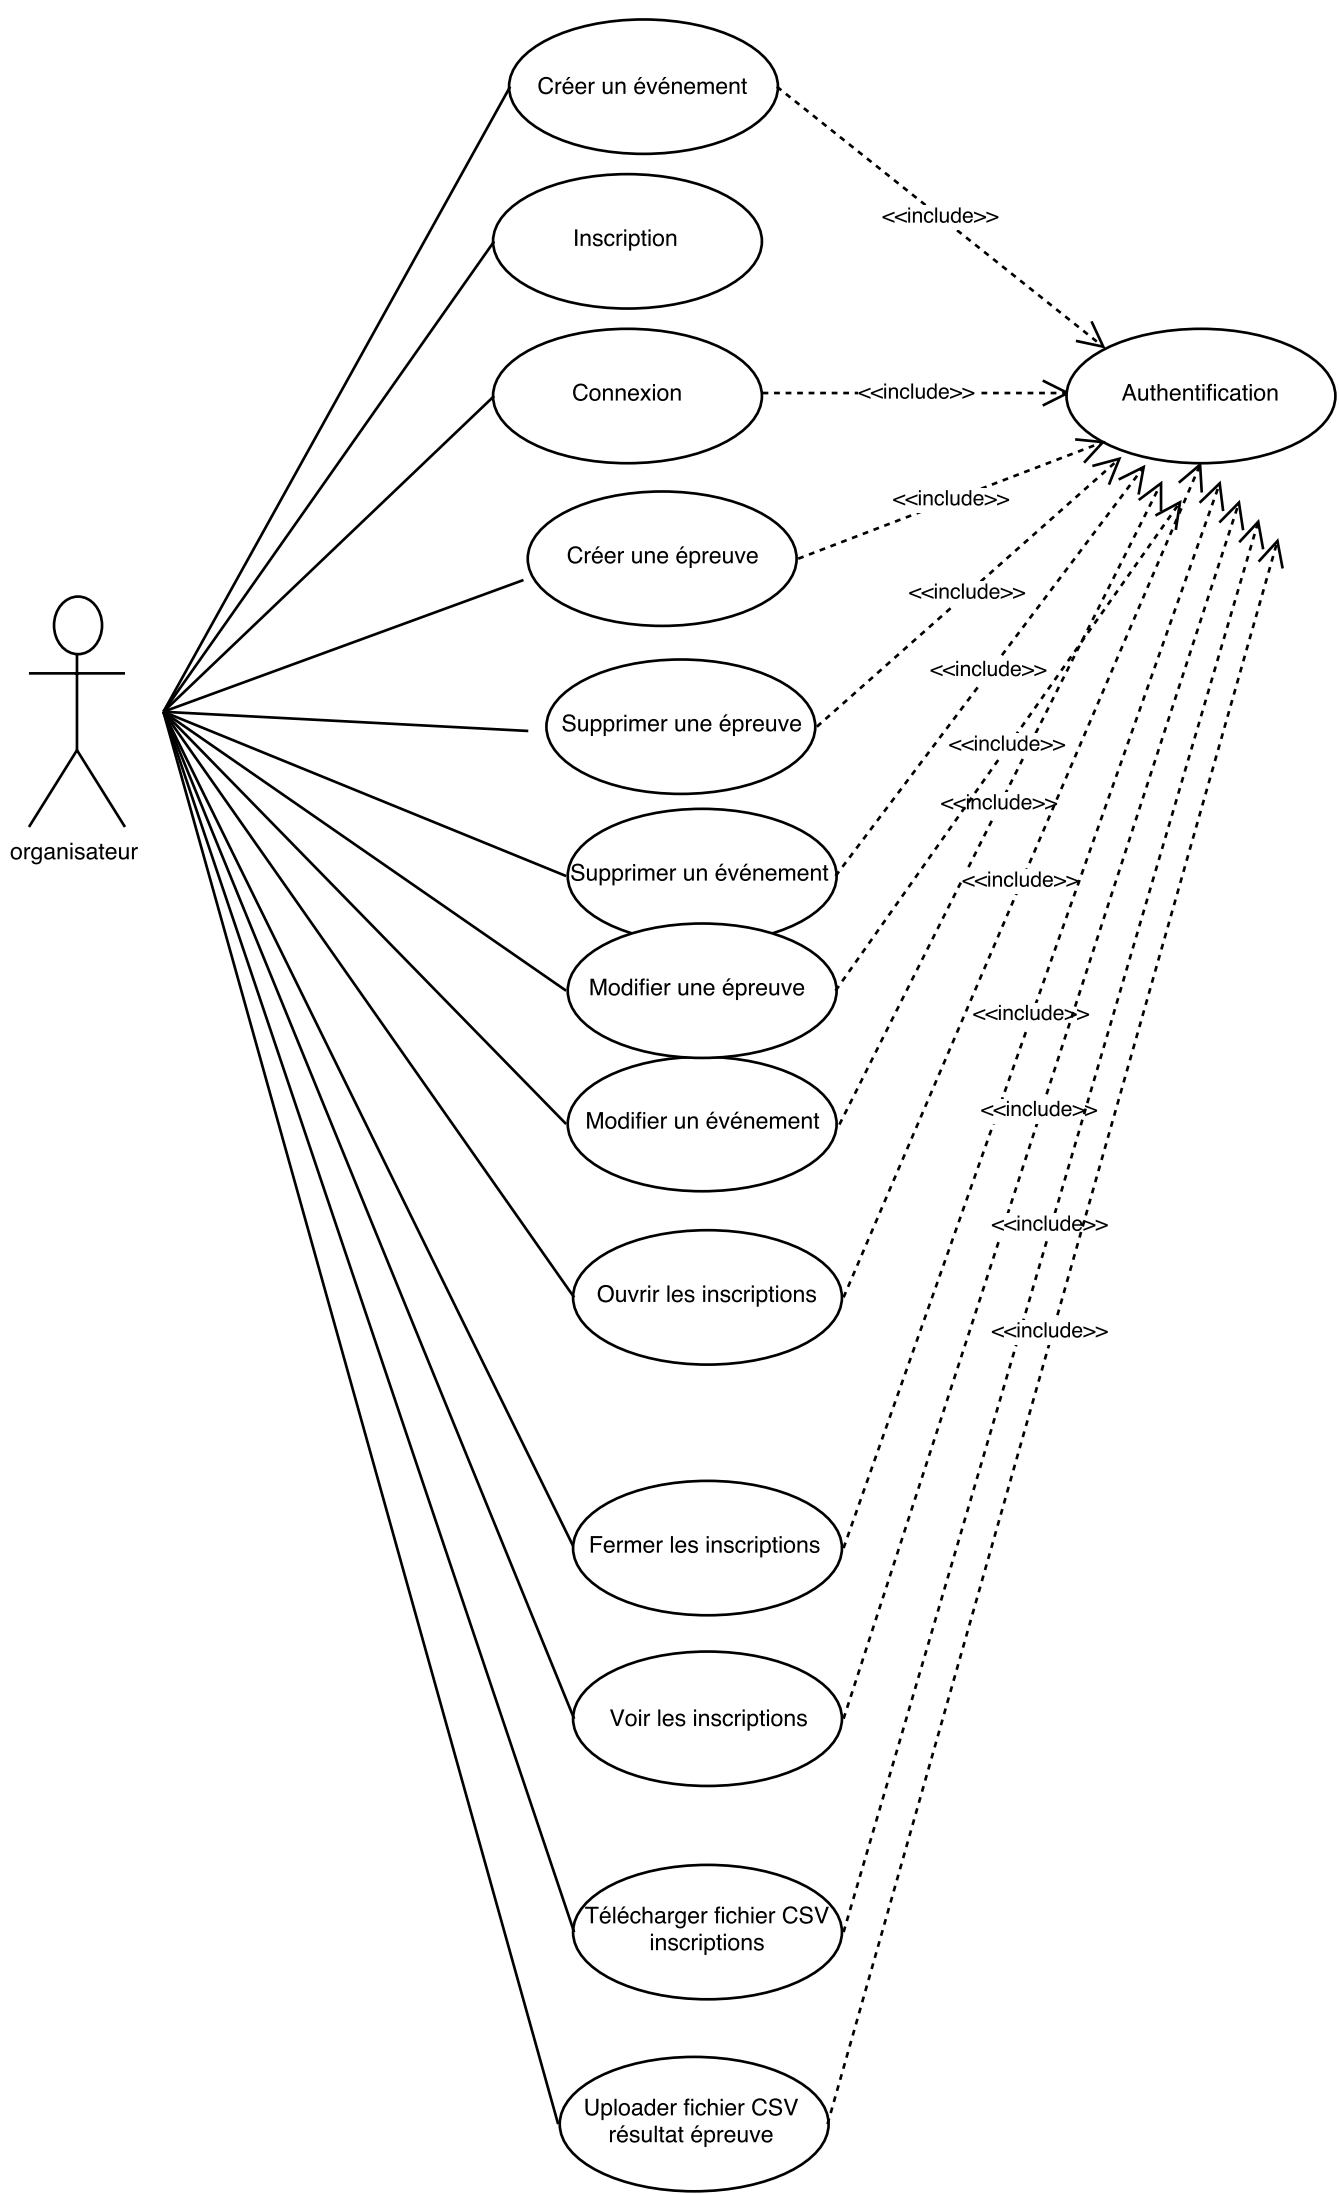 Créer un événement
<<include>>
Inscription
Connexion
<<include>>
Authentification
<<include>>
Créer une épreuve
<<include>>
<<include>>
Supprimer une épreuve
<<include>>
<<include>>
organisateur
Supprimer un événement
<<include>>
Modifier une épreuve
<<include>>
Modifier un événement
<<include>>
<<include>>
Ouvrir les inscriptions
<<include>>
Fermer les inscriptions
Voir les inscriptions
Télécharger fichier CSV
inscriptions
Uploader fichier CSV
résultat épreuve